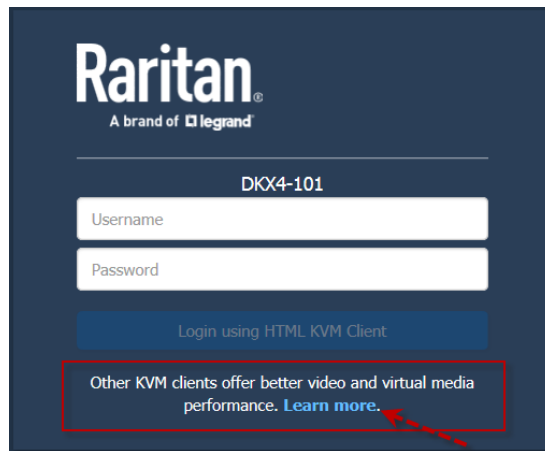 Raritan®
A brand of legrand®
DKX4-101
Username
Password
Login using HTML KVM Client
Other KVM clients offer better video and virtual media
performance. Learn more.